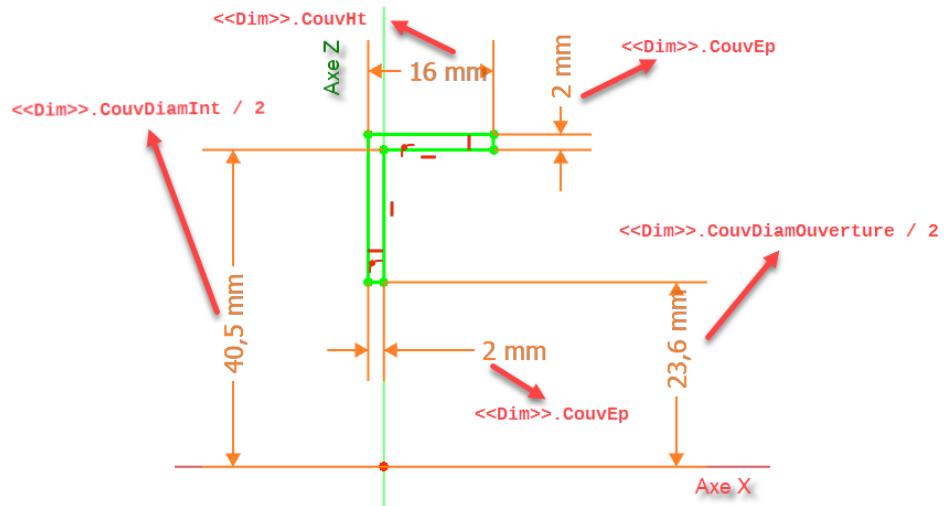 <<Dim>>.CouvHt
<<Dim>>.CouvEp
Axe Z
16 mm
2 mm
<<Dim>>.CouvDiamInt / 2
<<Dim>>.CouvDiamOuverture / 2
40,5 mm
2 mm
23,6 mm
<<Dim>>.CouvEp
Axe X